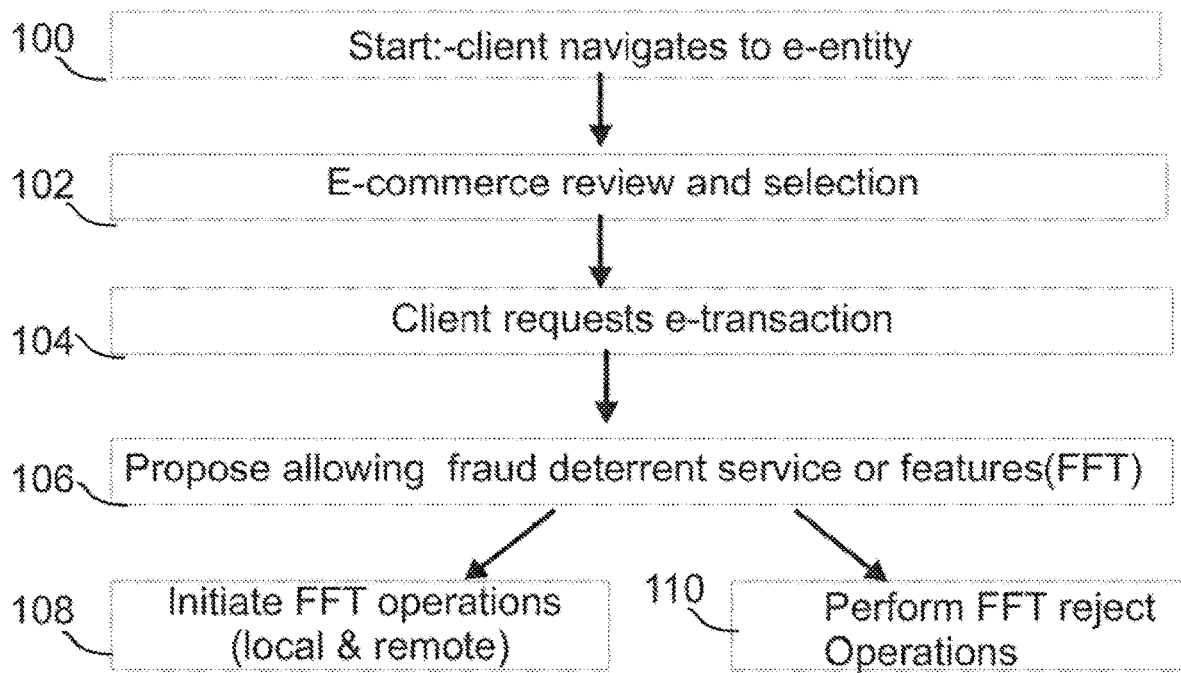 100
Start:-client navigates to e-entity
102
E-commerce review and selection
104
Client requests e-transaction
106
Propose allowing fraud deterrent service or features(FFT)
108
Initiate FFT operations
(local & remote)
110
Perform FFT reject
Operations